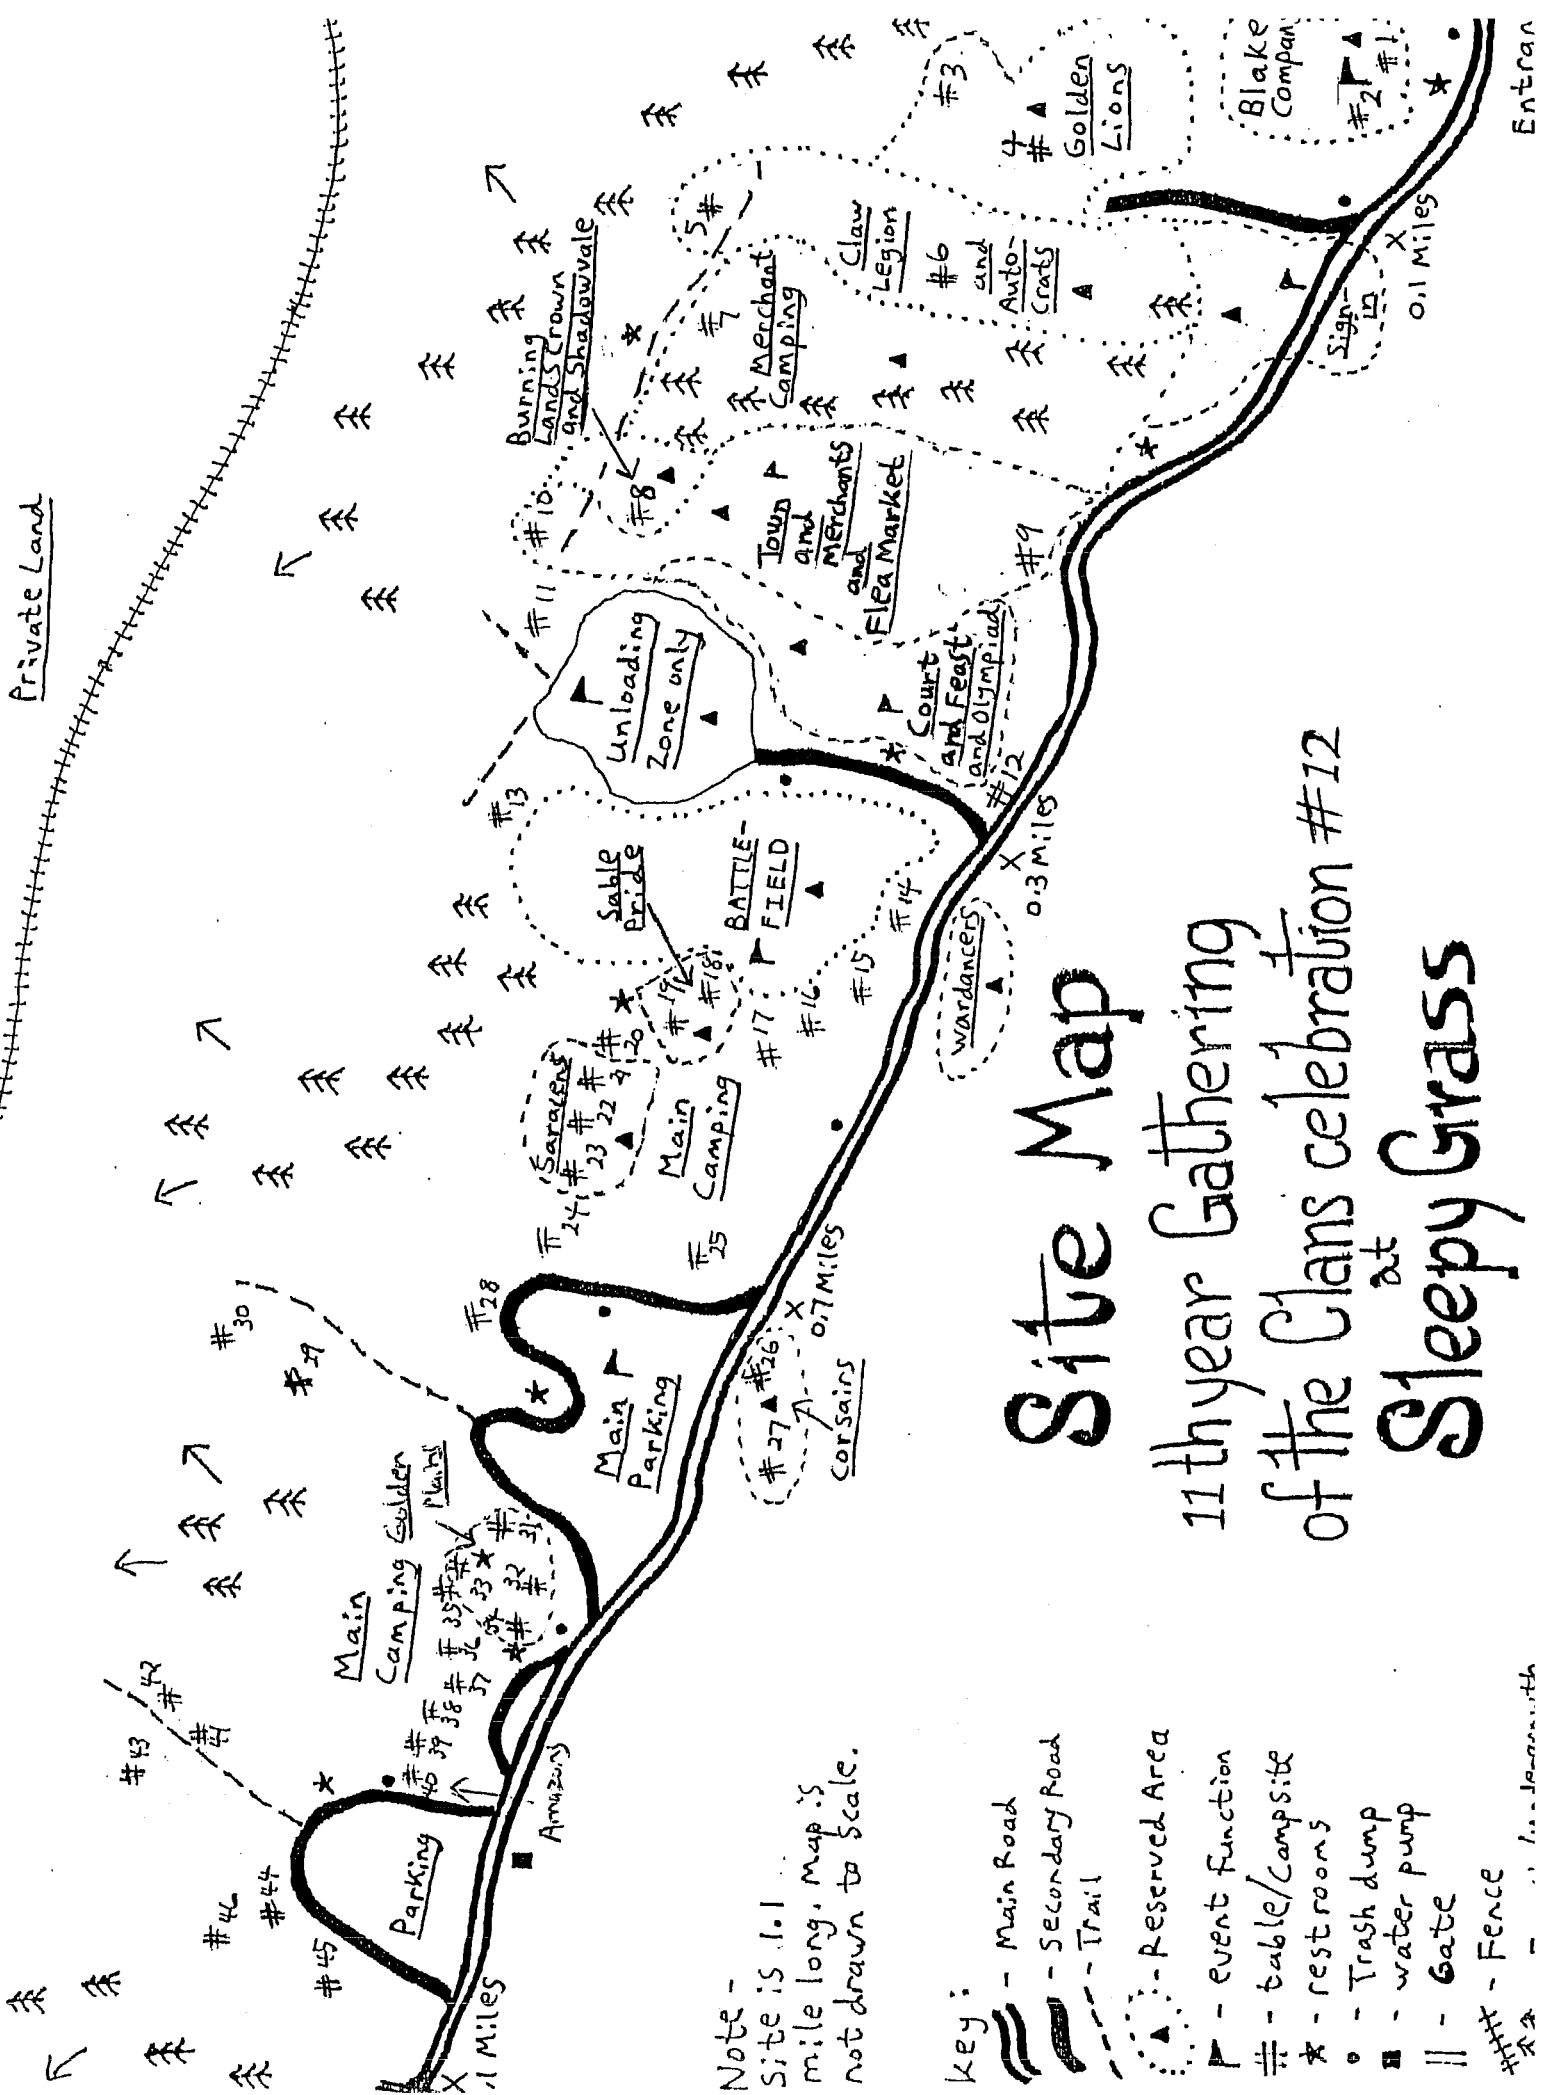 Private Land
Site Map
11th year Gathering
of the Clans celebration #12
at
Sleepy Grass
Note -
Site is 1.1
mile long. Map is
not drawn to Scale.
Key:
- Main Road
- Secondary Road
- Trail
- Reserved Area
- event function
- table/Campsite
- restrooms
- Trash dump
- water pump
- Gate
- Fence
.1 Miles
Parking
#46
#44
#45
#43
#42
#41
Amazons
#40
#39
#38
#37
#36
#35
#34
#33
#32
#31
Main
Camping
Golden
Plains
#30
#29
#28
Main
Parking
#27
#26
Corsairs
0.7 Miles
#25
#24
#23
#22
#21
#20
Saracens
Main
Camping
#19
#18
#17
#16
#15
#14
#13
Sable
Pride
BATTLE-
FIELD
wardancers
0.3 Miles
#12
Unloading
Zone only
#11
#10
#9
Court
and Feast
and Olympiad
Town
and
Merchants
and
Flea Market
#8
Burning
Lands Crown
and Shadowvale
#7
Merchant
Camping
#5
Claw
Legion
#6
and
Auto-
Crats
Sign-
in
0.1 Miles
#3
#4
Golden
Lions
Blake
Compan
#2
#1
Entran